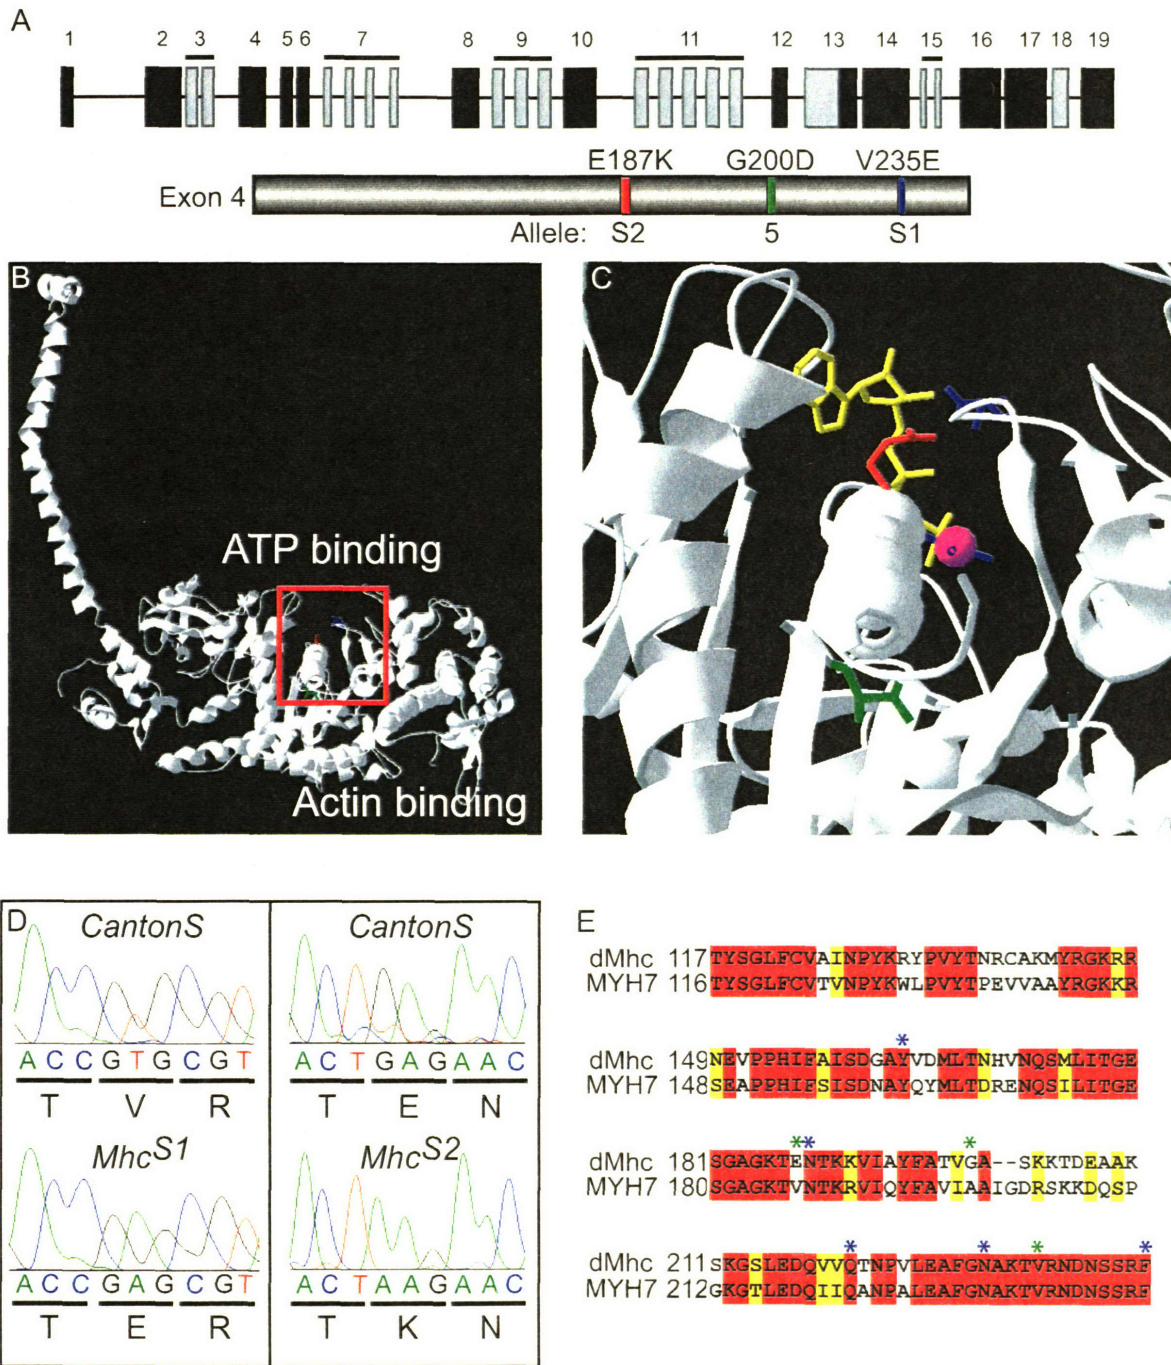 A
1 2 3 4 5 6 7 8 9 10 11 12 13 14 15 16 17 18 19
E187K G200D V235E
Exon 4
Allele: S2 5 S1
B
ATP binding
Actin binding
C
D
CantonS
ACCGTGCGT
T V R
CantonS
ACTGAGAAC
T E N
MhcS1
ACCGAGCGT
T E R
MhcS2
ACTAAGAAC
T K N
E
dMhc 117 TYSGLFCVAINPYKRYPVYTNRCAKMYRGKRR
MYH7 116 TYSGLFCVTVNPYKWLPVYTPEVVAAYRGKKR
*
dMhc 149 NEVPPHIFAISDGAYVDMLTNHVNQSMLITGE
MYH7 148 SEAPPHIFSISDNAYQYMLTDRENQSILITGE
** *
dMhc 181 SGAGKTENTKKVIAYFATVGA--SKKTDEAAK
MYH7 180 SGAGKTVNTKRVIQYFAVIAAIGDRSKKDQSP
* * * *
dMhc 211 SKGSLEDQVVQTNPVLEAFGNAKTVRNDNSSRF
MYH7 212 GKGTLEDQIIQANPALEAFGNAKTVRNDNSSRF